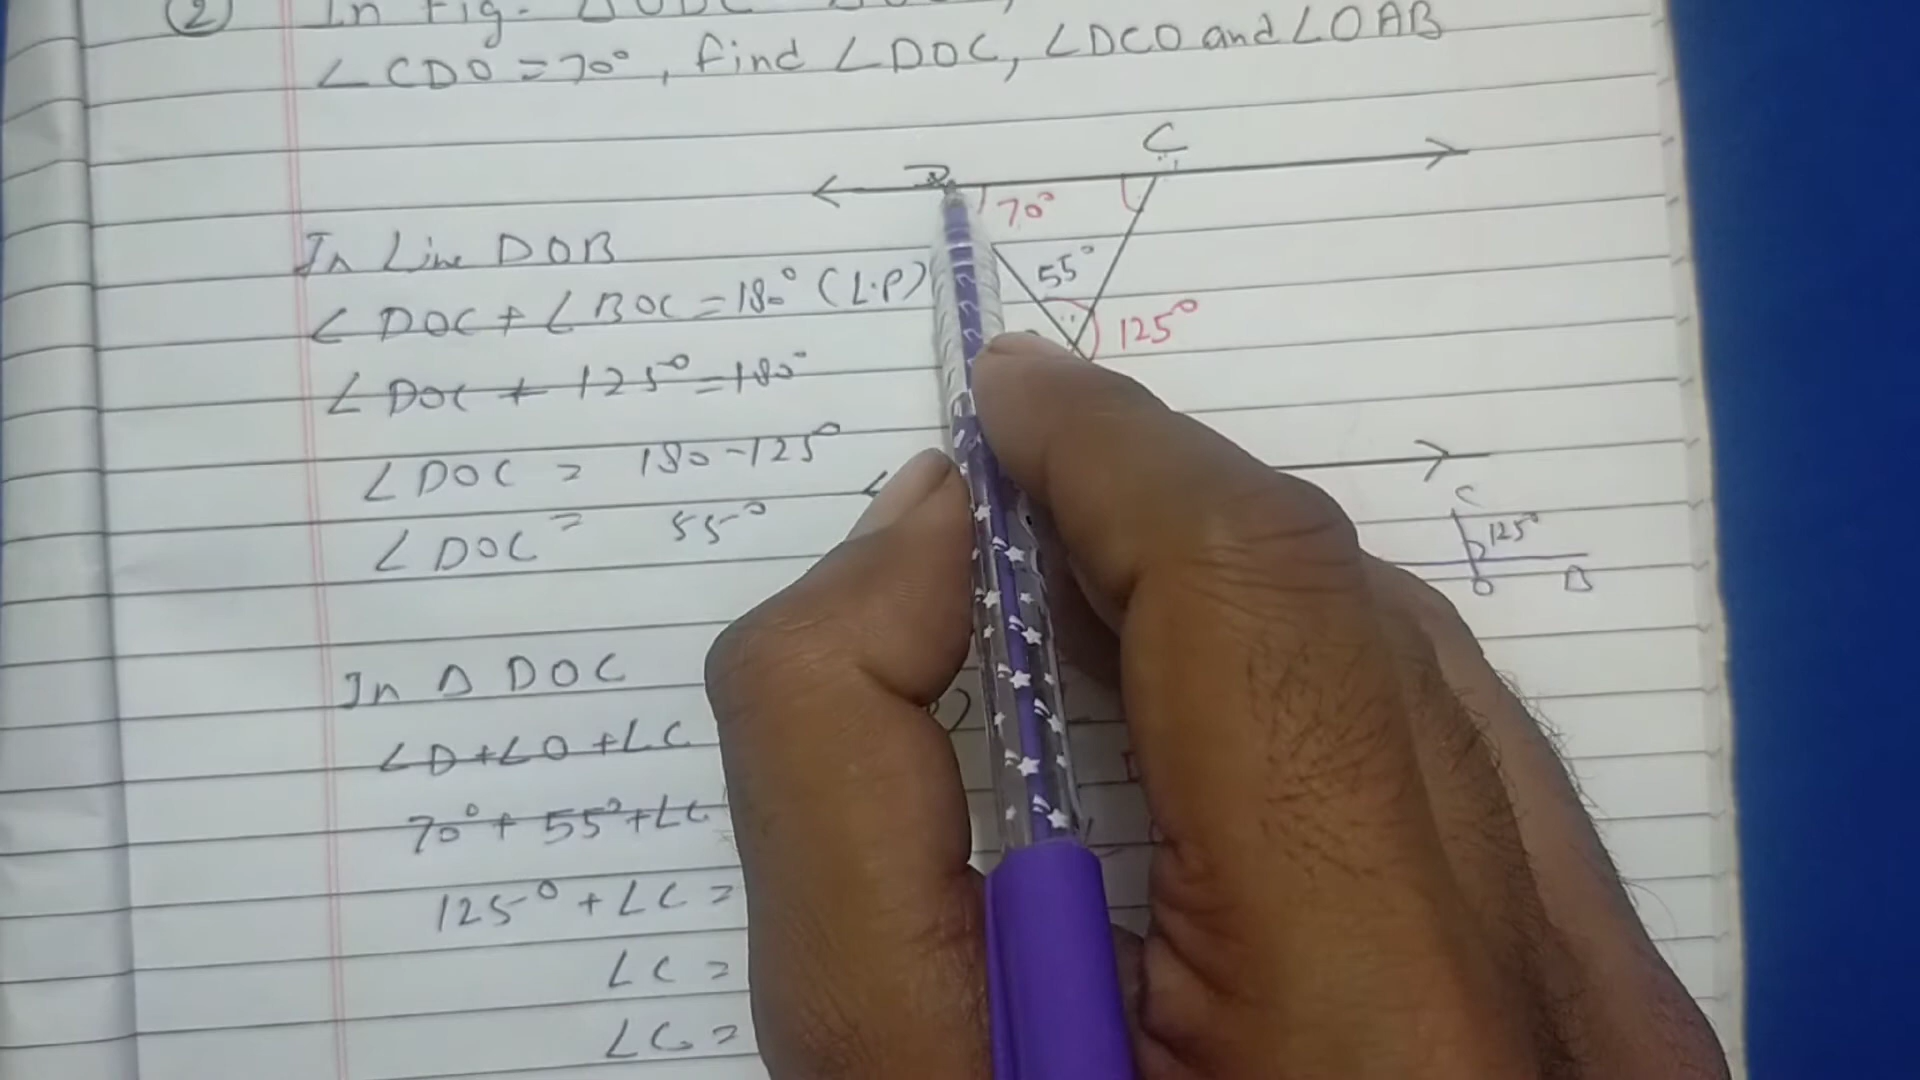 (2) In Fig.
∠CDO = 70°, find ∠DOC, ∠DCO and ∠OAB
C
D
70°
55°
125°
In Line DOB
∠DOC + ∠BOC = 180° (L.P)
∠DOC + 125° = 180°
∠DOC = 180 - 125°
∠DOC = 55°
C
125°
O B
In Δ DOC
∠D + ∠O + ∠C
70° + 55° + ∠C
125° + ∠C =
∠C =
∠C =